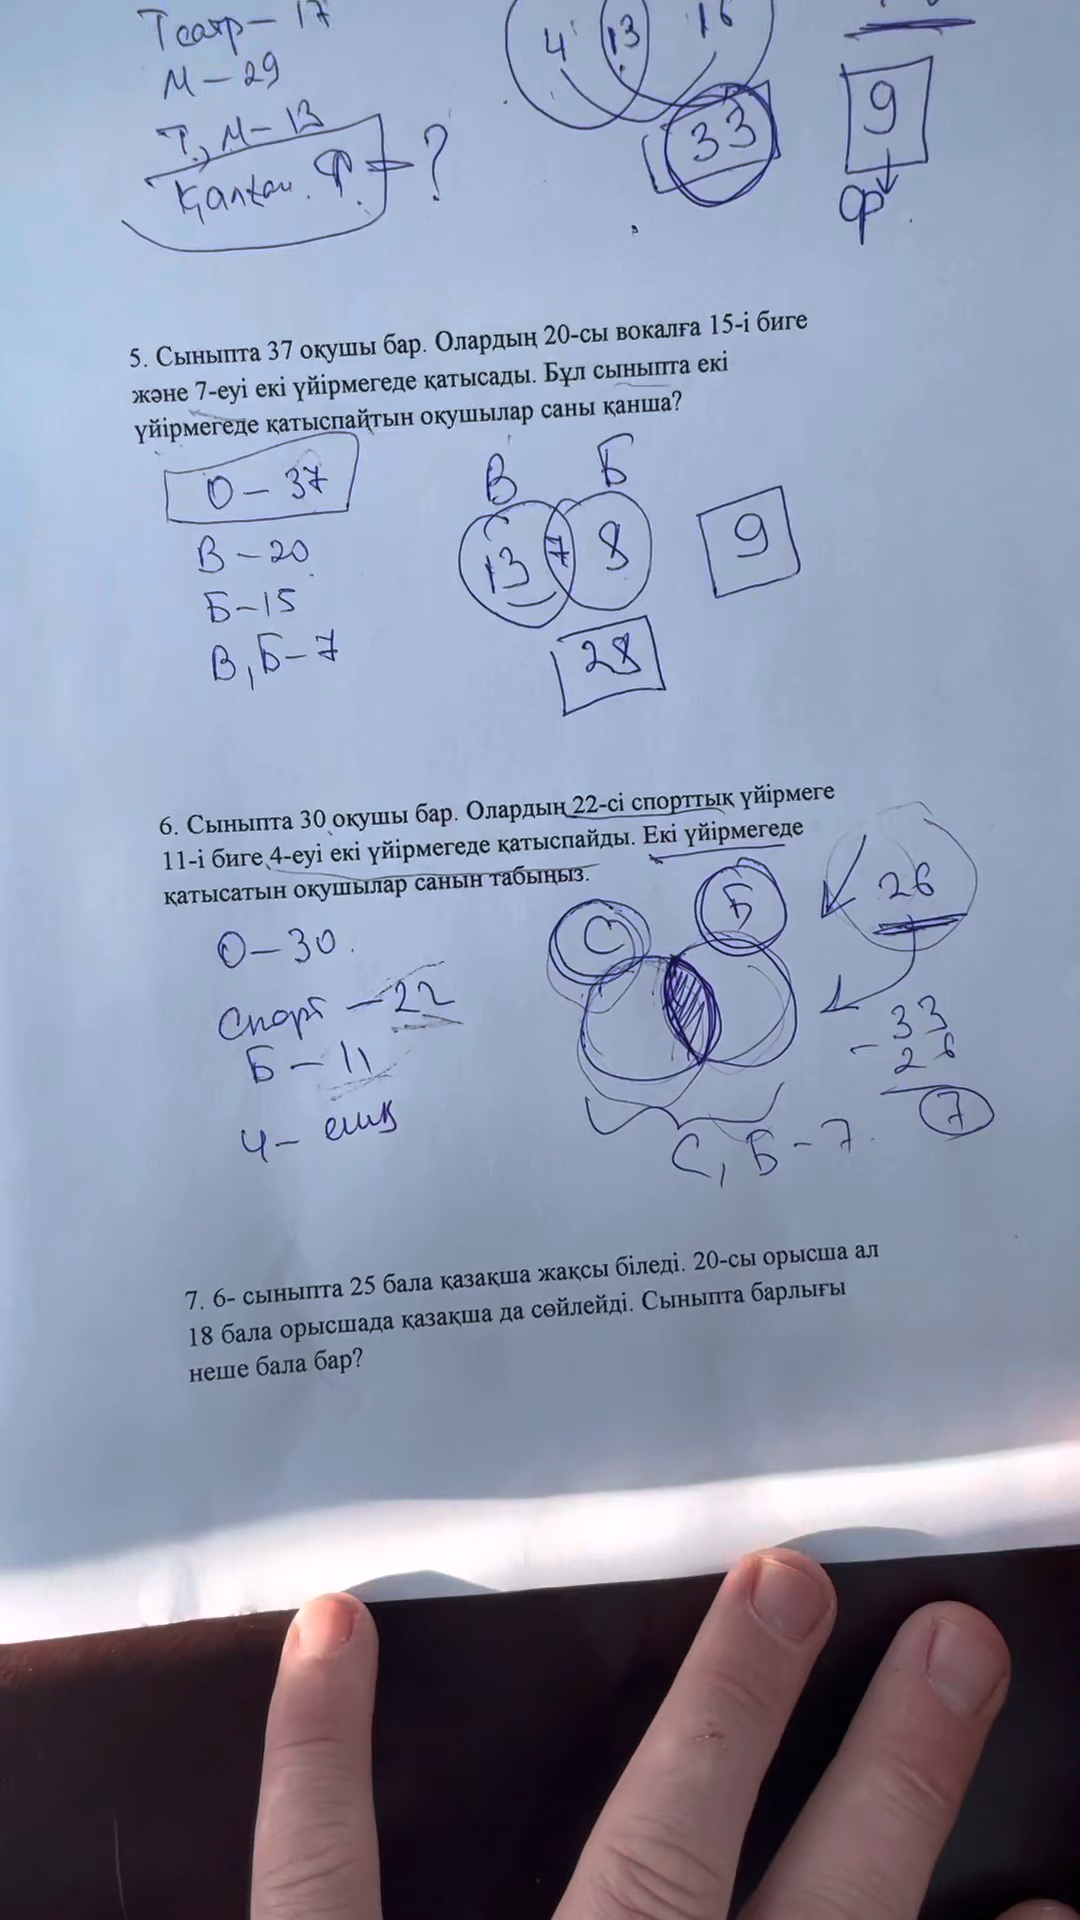 Театр – 17
М – 29
Т, М – 13
Қалған. Ф. – ?
4 13 16
33
9
Ф
5. Сыныпта 37 оқушы бар. Олардың 20-сы вокалға 15-і биге
және 7-еуі екі үйірмегеде қатысады. Бұл сыныпта екі
үйірмегеде қатыспайтын оқушылар саны қанша?
О – 37
В – 20
Б – 15
В, Б – 7
В Б
13 7 8
28
9
6. Сыныпта 30 оқушы бар. Олардың 22-сі спорттық үйірмеге
11-і биге 4-еуі екі үйірмегеде қатыспайды. Екі үйірмегеде
қатысатын оқушылар санын табыңыз.
О – 30.
Спорт – 22
Б – 11
4 – ешқ
С Б
С, Б – 7.
26
– 33
26
7
7. 6- сыныпта 25 бала қазақша жақсы біледі. 20-сы орысша ал
18 бала орысшада қазақша да сөйлейді. Сыныпта барлығы
неше бала бар?